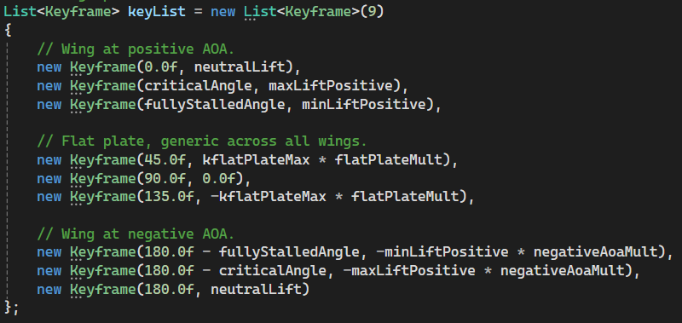 List<Keyframe> keyList = new List<Keyframe>(9)
{
    // Wing at positive AOA.
    new Keyframe(0.0f, neutralLift),
    new Keyframe(criticalAngle, maxLiftPositive),
    new Keyframe(fullyStalledAngle, minLiftPositive),

    // Flat plate, generic across all wings.
    new Keyframe(45.0f, kflatPlateMax * flatPlateMult),
    new Keyframe(90.0f, 0.0f),
    new Keyframe(135.0f, -kflatPlateMax * flatPlateMult),

    // Wing at negative AOA.
    new Keyframe(180.0f - fullyStalledAngle, -minLiftPositive * negativeAoaMult),
    new Keyframe(180.0f - criticalAngle, -maxLiftPositive * negativeAoaMult),
    new Keyframe(180.0f, neutralLift)
};